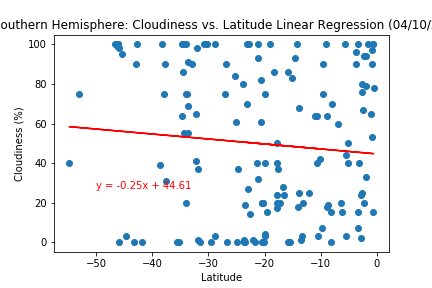 outhern Hemisphere: Cloudiness vs. Latitude Linear Regression (04/10/
100
80
60
40
20
0
Cloudiness (%)
y = -0.25x + 44.61
−50 −40 −30 −20 −10 0
Latitude